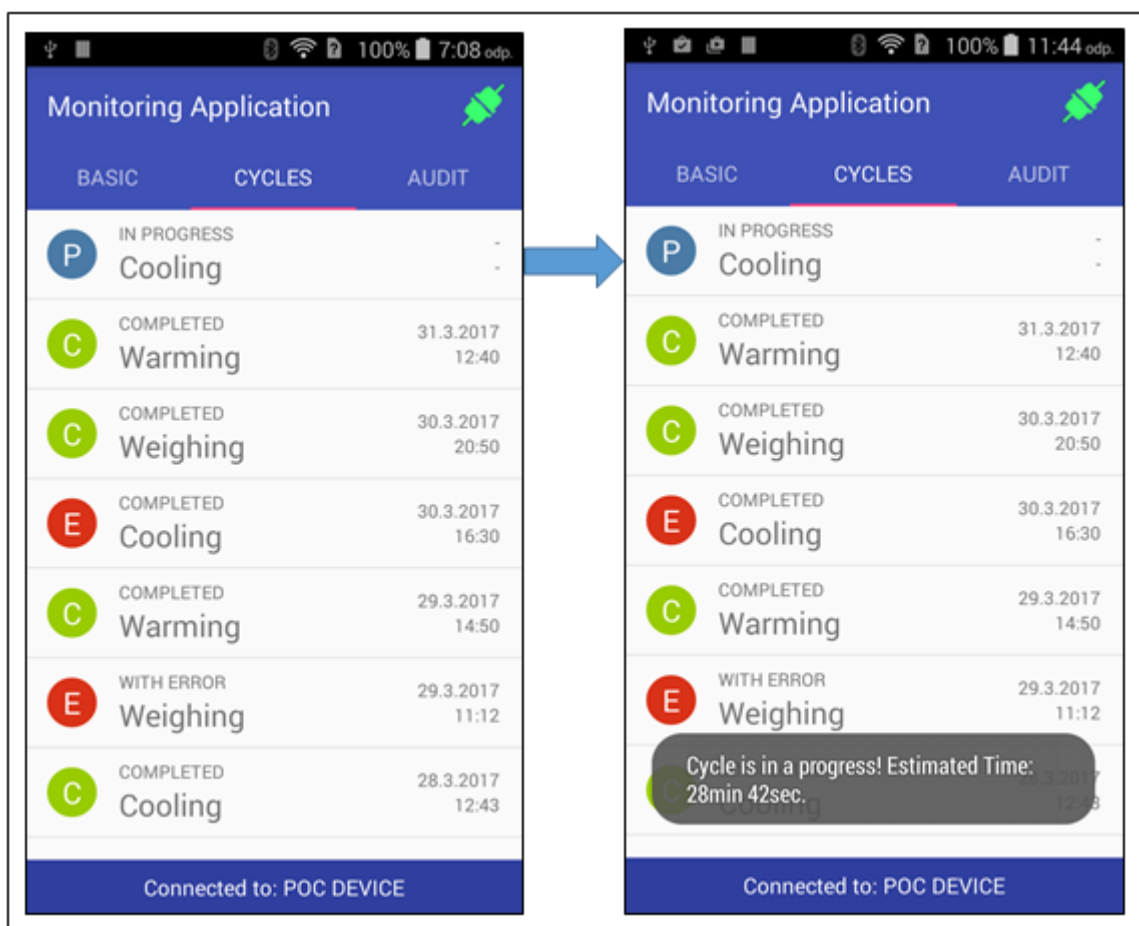 100% 7:08 odp.
Monitoring Application
BASIC CYCLES AUDIT
P IN PROGRESS -
Cooling -
C COMPLETED 31.3.2017
Warming 12:40
C COMPLETED 30.3.2017
Weighing 20:50
E COMPLETED 30.3.2017
Cooling 16:30
C COMPLETED 29.3.2017
Warming 14:50
E WITH ERROR 29.3.2017
Weighing 11:12
C COMPLETED 28.3.2017
Cooling 12:43
Connected to: POC DEVICE
100% 11:44 odp.
Monitoring Application
BASIC CYCLES AUDIT
P IN PROGRESS -
Cooling -
C COMPLETED 31.3.2017
Warming 12:40
C COMPLETED 30.3.2017
Weighing 20:50
E COMPLETED 30.3.2017
Cooling 16:30
C COMPLETED 29.3.2017
Warming 14:50
E WITH ERROR 29.3.2017
Weighing 11:12
Cycle is in a progress! Estimated Time:
28min 42sec.
Connected to: POC DEVICE